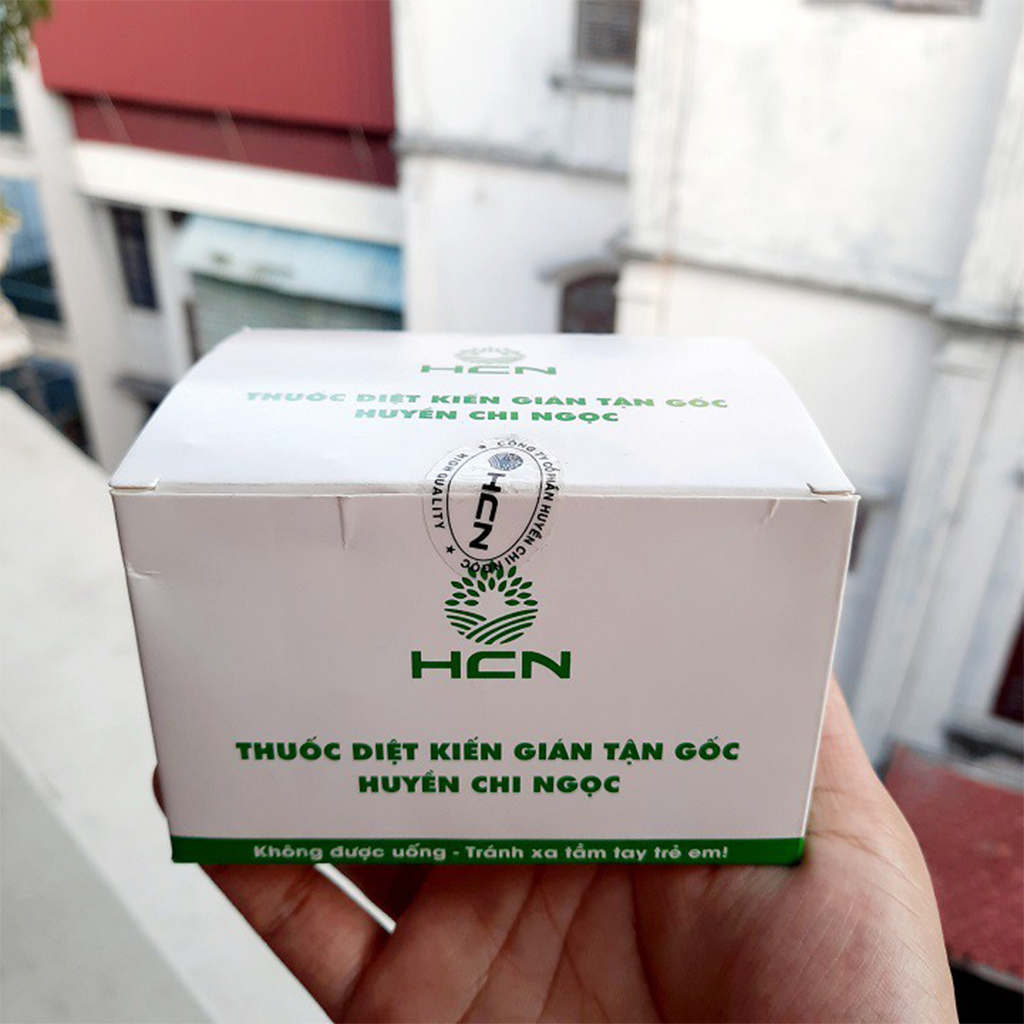 HCN
THUỐC DIỆT KIẾN GIÁN TẬN GỐC
HUYỀN CHI NGỌC
CÔNG TY CỔ PHẦN HUYỀN CHI NGỌC
HIGH QUALITY
HCN
HCN
THUỐC DIỆT KIẾN GIÁN TẬN GỐC
HUYỀN CHI NGỌC
Không được uống - Tránh xa tầm tay trẻ em!